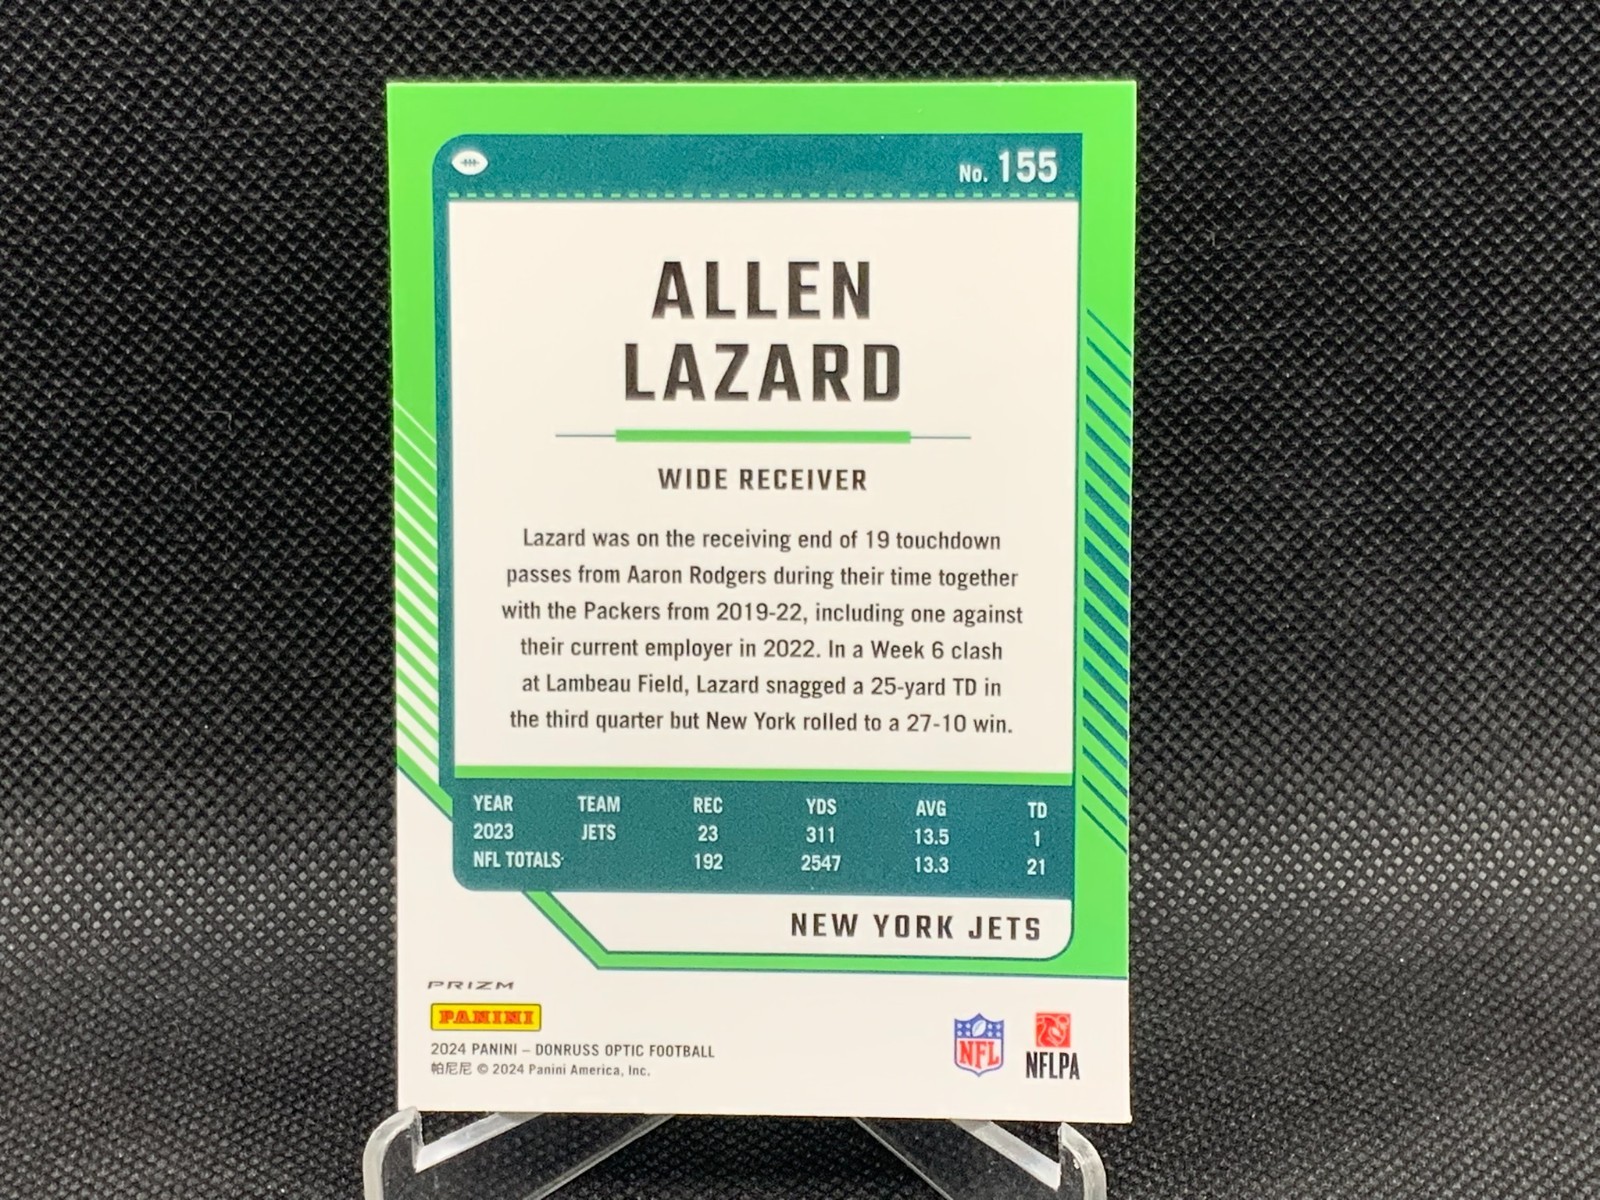 No. 155
ALLEN
LAZARD
WIDE RECEIVER
Lazard was on the receiving end of 19 touchdown
passes from Aaron Rodgers during their time together
with the Packers from 2019-22, including one against
their current employer in 2022. In a Week 6 clash
at Lambeau Field, Lazard snagged a 25-yard TD in
the third quarter but New York rolled to a 27-10 win.
YEAR TEAM REC YDS AVG TD
2023 JETS 23 311 13.5 1
NFL TOTALS 192 2547 13.3 21
NEW YORK JETS
PRIZM
PANINI
2024 PANINI – DONRUSS OPTIC FOOTBALL
帕尼尼 © 2024 Panini America, Inc.
NFL
NFLPA